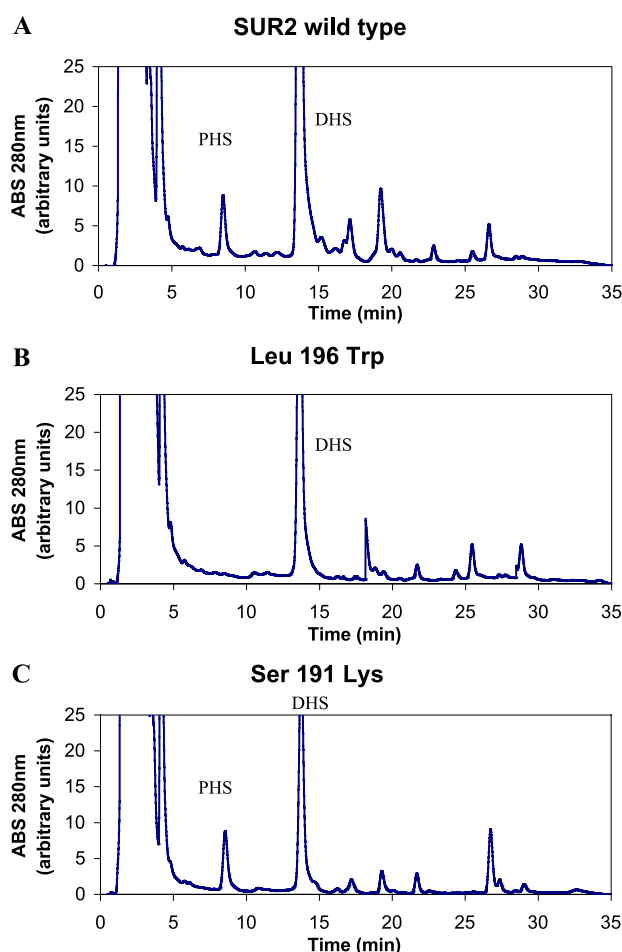 A
SUR2 wild type
25
20
15
10
5
0
ABS 280nm
(arbitrary units)
PHS
DHS
0 5 10 15 20 25 30 35
Time (min)
B
Leu 196 Trp
25
20
15
10
5
0
ABS 280nm
(arbitrary units)
DHS
0 5 10 15 20 25 30 35
Time (min)
C
Ser 191 Lys
DHS
25
20
15
10
5
0
ABS 280nm
(arbitrary units)
PHS
0 5 10 15 20 25 30 35
Time (min)